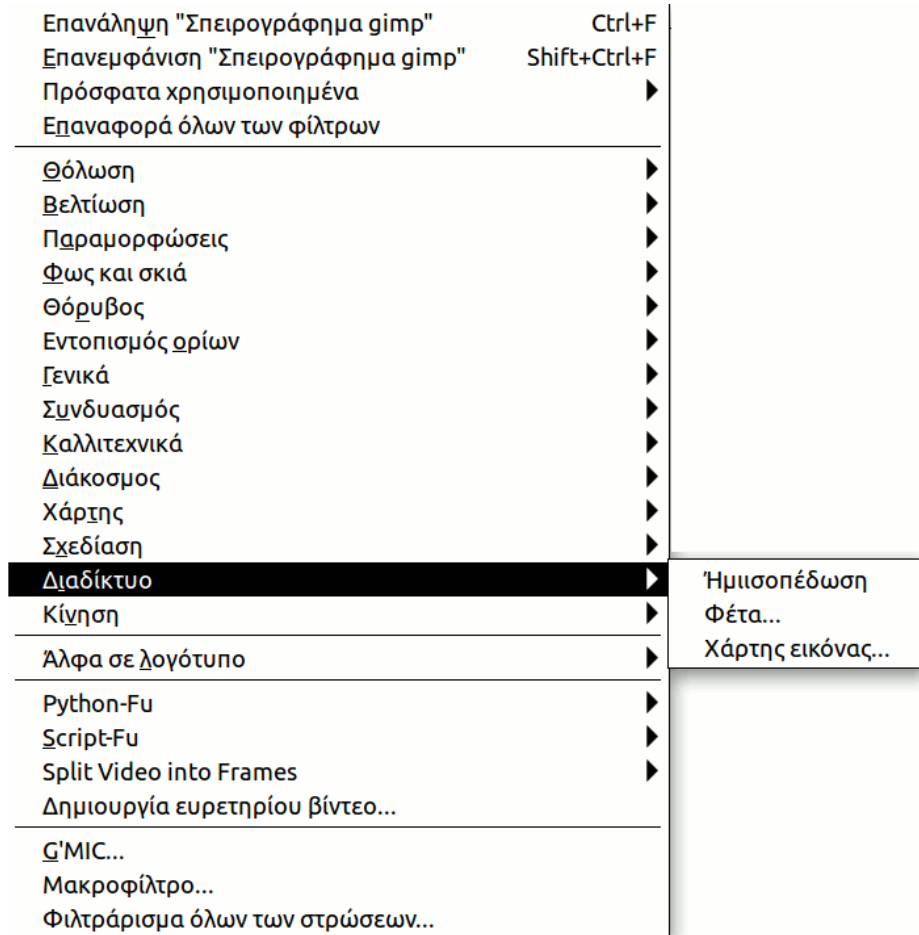 Επανάληψη "Σπειρογράφημα gimp" Ctrl+F
Επανεμφάνιση "Σπειρογράφημα gimp" Shift+Ctrl+F
Πρόσφατα χρησιμοποιημένα
Επαναφορά όλων των φίλτρων
Θόλωση
Βελτίωση
Παραμορφώσεις
Φως και σκιά
Θόρυβος
Εντοπισμός ορίων
Γενικά
Συνδυασμός
Καλλιτεχνικά
Διάκοσμος
Χάρτης
Σχεδίαση
Διαδίκτυο
Ήμιισοπέδωση
Φέτα...
Χάρτης εικόνας...
Κίνηση
Άλφα σε λογότυπο
Python-Fu
Script-Fu
Split Video into Frames
Δημιουργία ευρετηρίου βίντεο...
G'MIC...
Μακροφίλτρο...
Φιλτράρισμα όλων των στρώσεων...